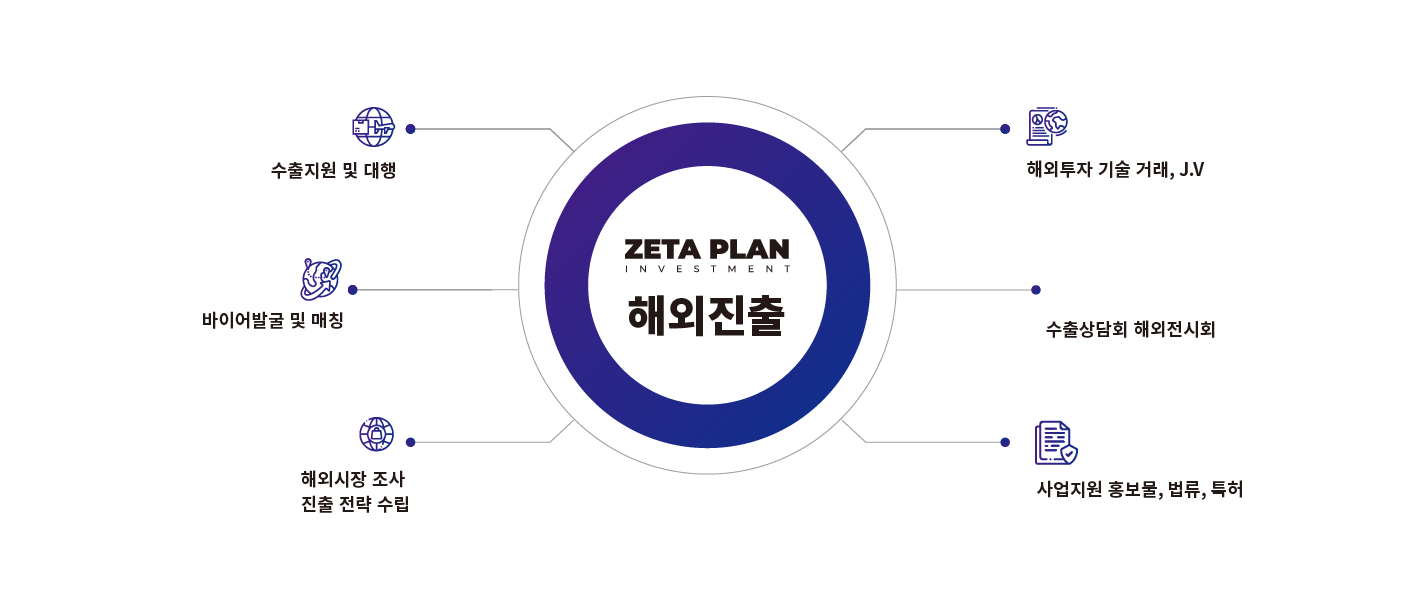 수출지원 및 대행
바이어발굴 및 매칭
해외시장 조사
진출 전략 수립
ZETA PLAN
INVESTMENT
해외진출
해외투자 기술 거래, J.V
수출상담회 해외전시회
사업지원 홍보물, 법류, 특허